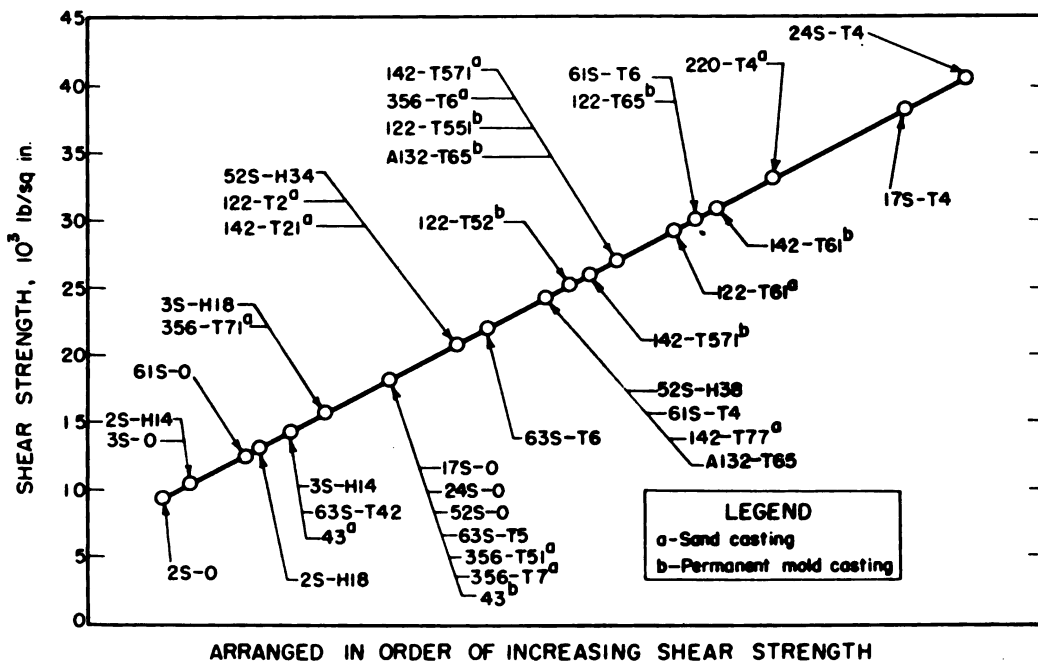 45
40
35
30
25
20
15
10
5
0
SHEAR STRENGTH, 10³ lb/sq in.
24S-T4
220-T4ᵃ
142-T571ᵃ
356-T6ᵃ
122-T551ᵇ
A132-T65ᵇ
61S-T6
122-T65ᵇ
17S-T4
52S-H34
122-T2ᵃ
142-T21ᵃ
122-T52ᵇ
142-T61ᵇ
122-T61ᵃ
3S-H18
356-T71ᵃ
142-T571ᵇ
61S-O
2S-H14
3S-O
63S-T6
52S-H38
61S-T4
142-T77ᵃ
A132-T65
17S-O
24S-O
52S-O
63S-T5
356-T51ᵃ
356-T7ᵃ
43ᵇ
3S-H14
63S-T42
43ᵃ
2S-O
2S-H18
LEGEND
a-Sand casting
b-Permanent mold casting
ARRANGED IN ORDER OF INCREASING SHEAR STRENGTH